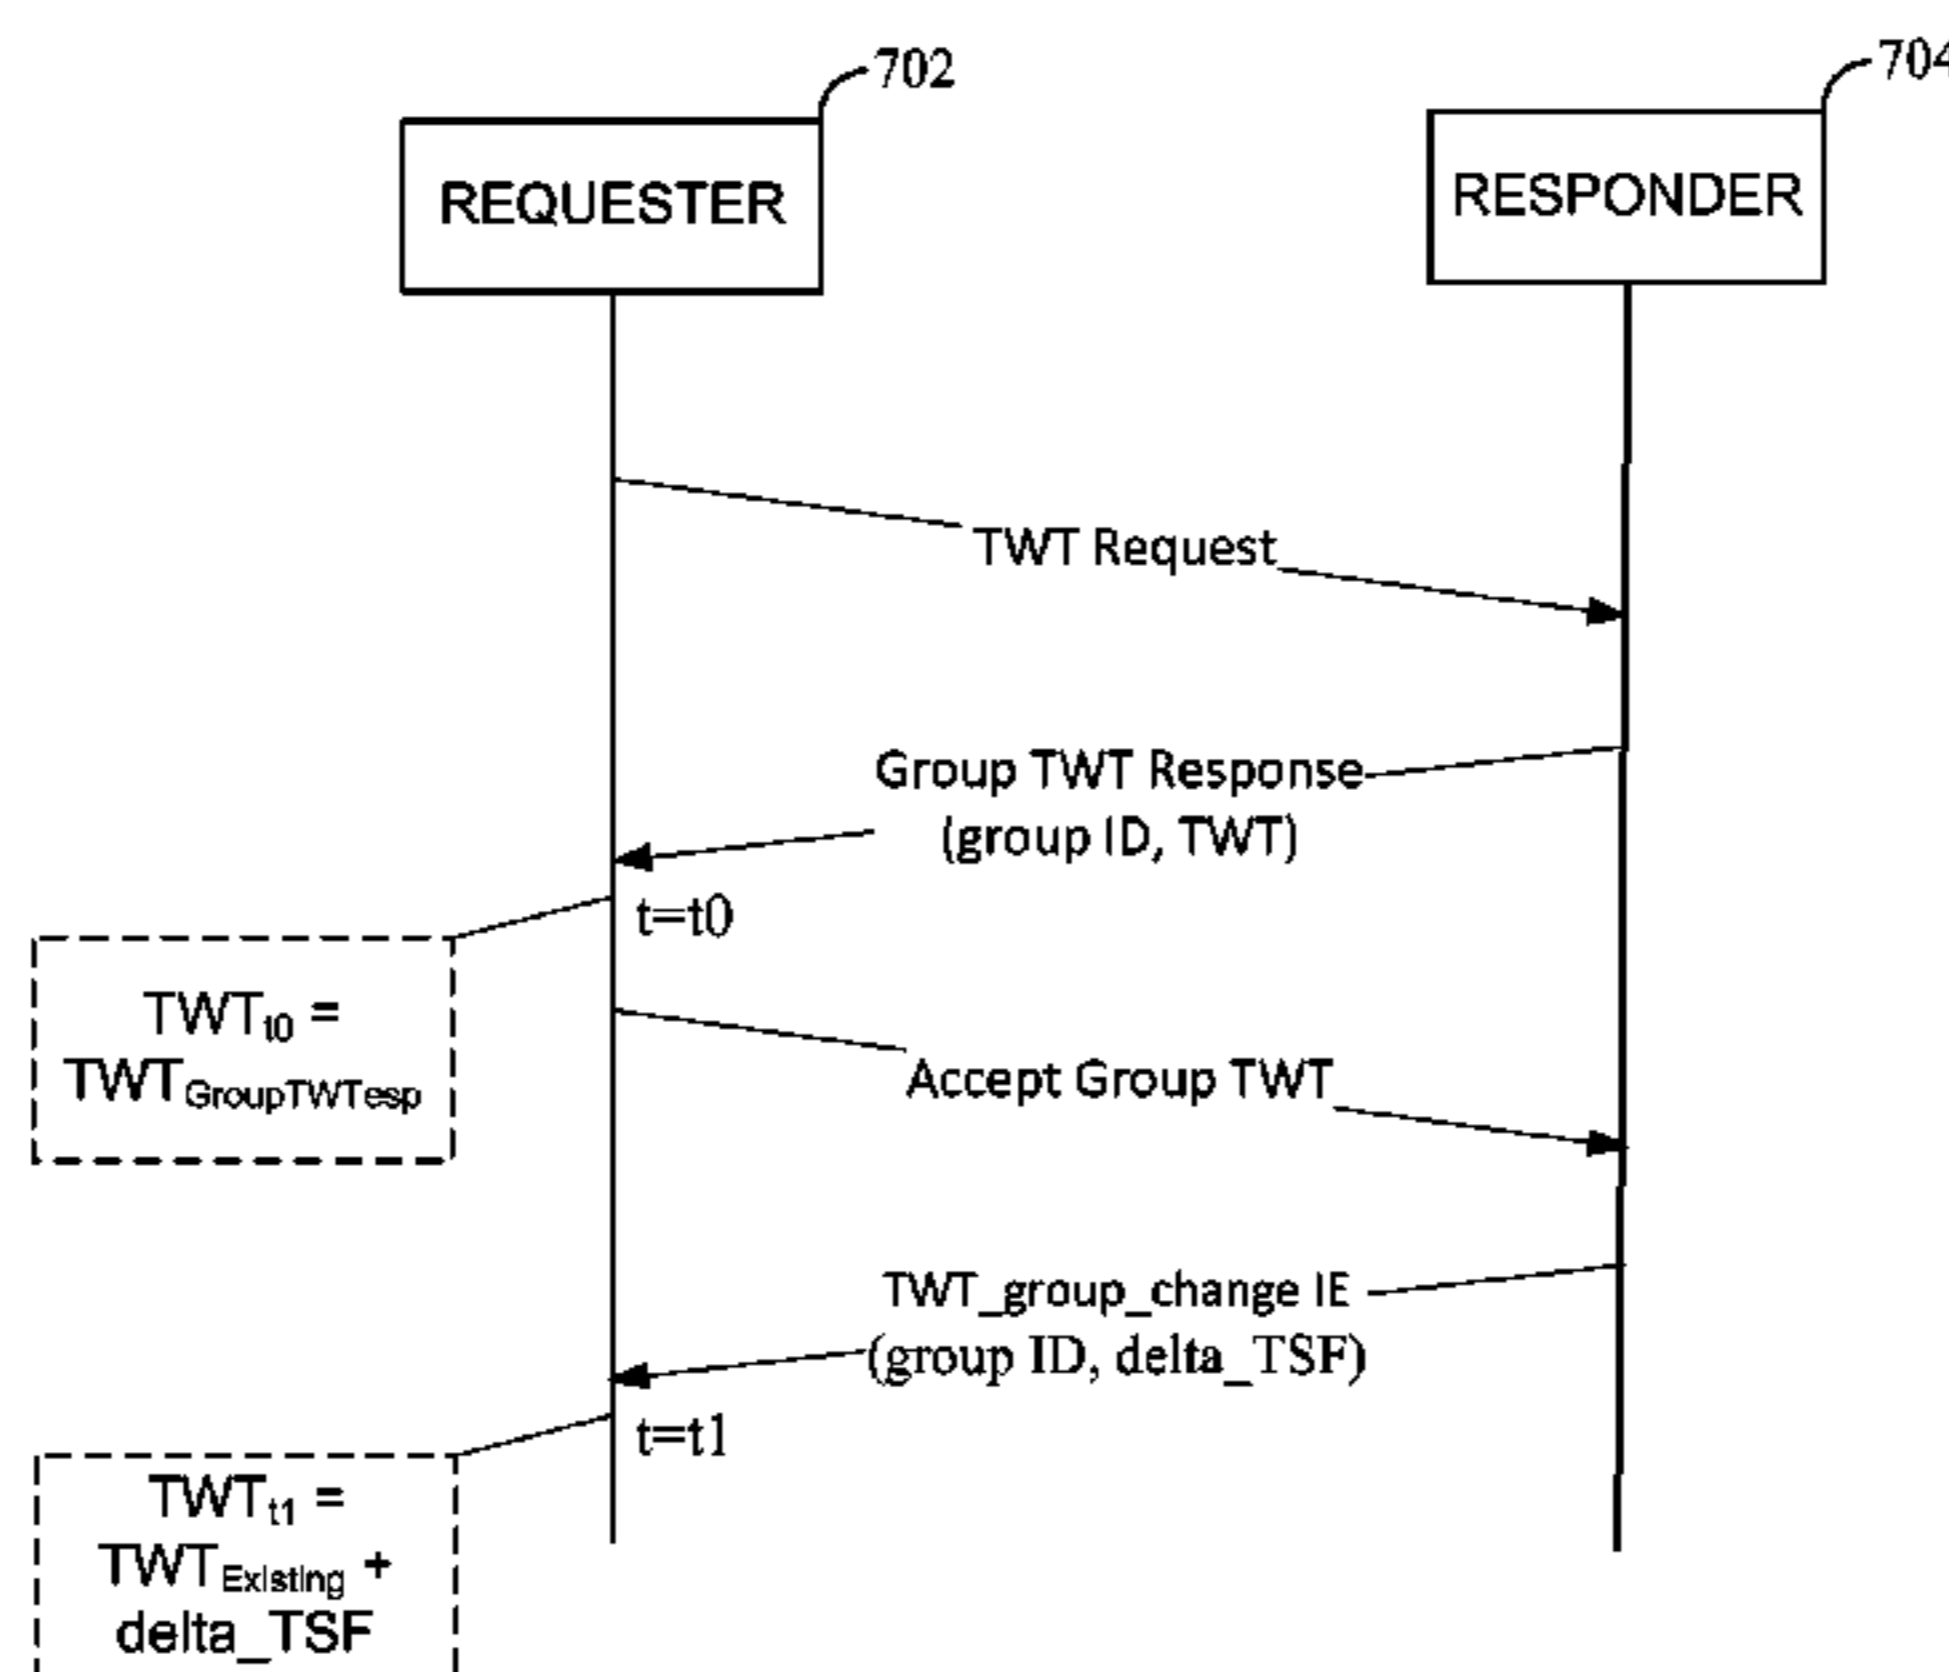 702
704
REQUESTER
RESPONDER
TWT Request
Group TWT Response
(group ID, TWT)
t=t0
TWTt0 =
TWTGroupTWTesp
Accept Group TWT
TWT_group_change IE
(group ID, delta_TSF)
t=t1
TWTt1 =
TWTExisting +
delta_TSF